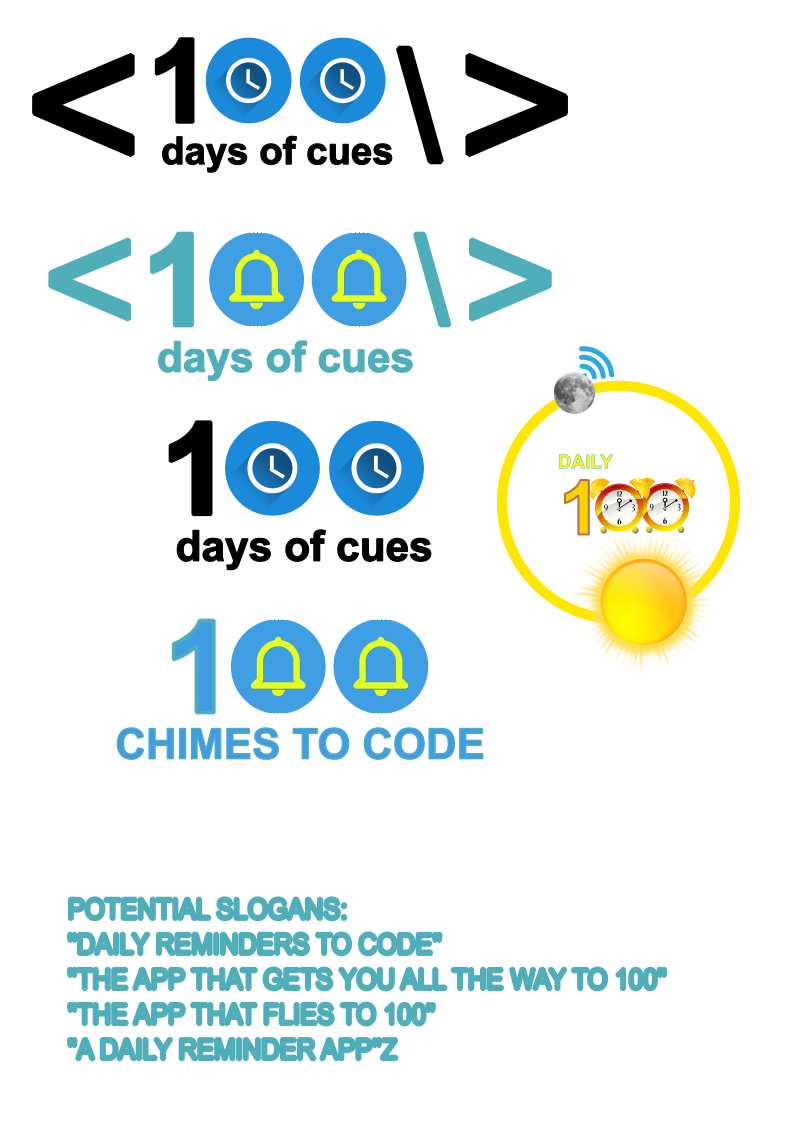 <100\>
days of cues
<100\>
days of cues
100
days of cues
DAILY
100
100
CHIMES TO CODE
POTENTIAL SLOGANS:
"DAILY REMINDERS TO CODE"
"THE APP THAT GETS YOU ALL THE WAY TO 100"
"THE APP THAT FLIES TO 100"
"A DAILY REMINDER APP"Z